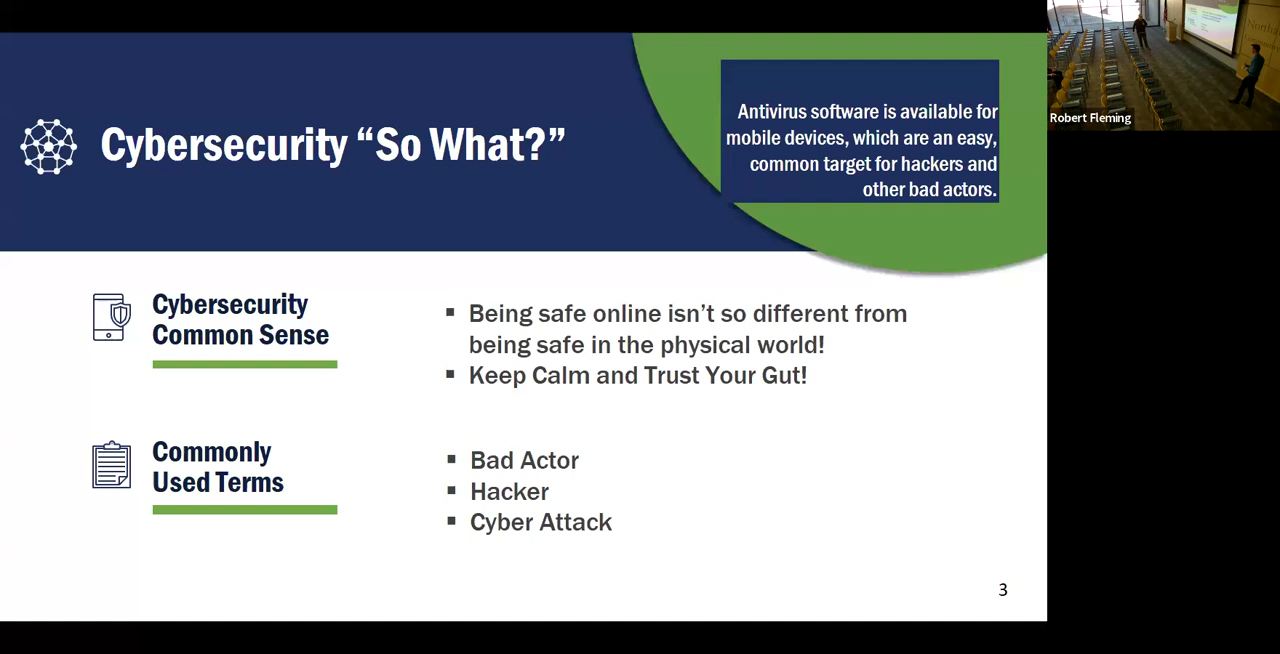 Cybersecurity “So What?”
Antivirus software is available for
mobile devices, which are an easy,
common target for hackers and
other bad actors.
Robert Fleming
Cybersecurity
Common Sense
▪ Being safe online isn’t so different from
being safe in the physical world!
▪ Keep Calm and Trust Your Gut!
Commonly
Used Terms
▪ Bad Actor
▪ Hacker
▪ Cyber Attack
3